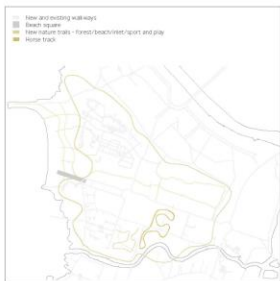 New and existing walkways
Beach square
New nature trails - forest/beach/inlet/sport and play
Horse track